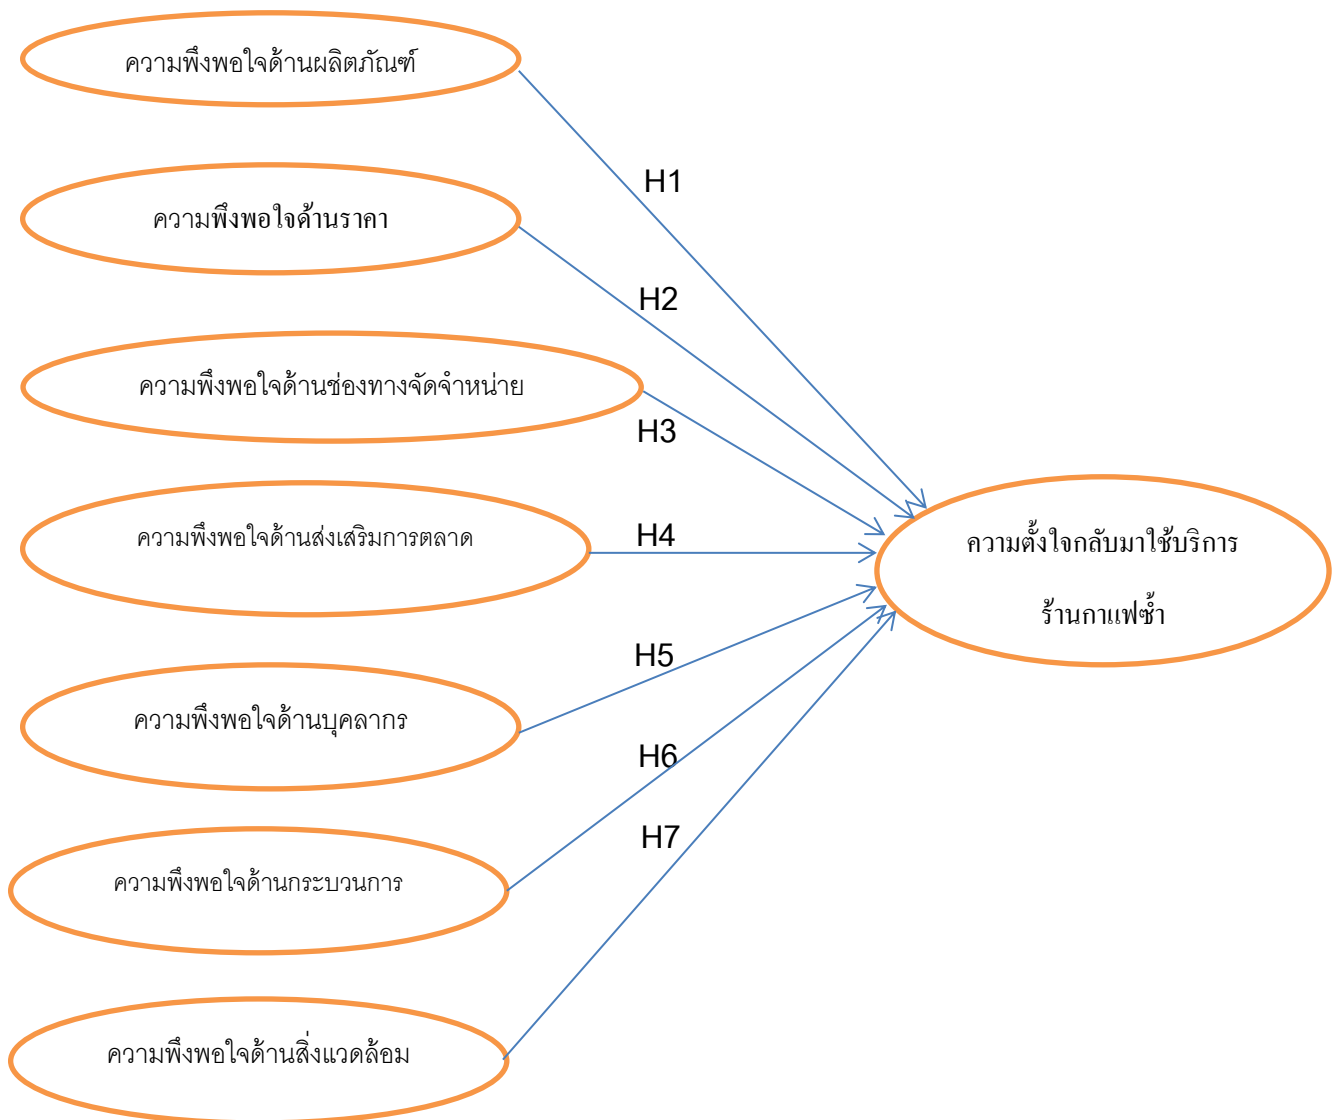 ความพึงพอใจด้านผลิตภัณฑ์
H1
ความพึงพอใจด้านราคา
H2
ความพึงพอใจด้านช่องทางจัดจำหน่าย
H3
ความพึงพอใจด้านส่งเสริมการตลาด
H4
ความตั้งใจกลับมาใช้บริการ
ร้านกาแฟซ้ำ
H5
ความพึงพอใจด้านบุคลากร
H6
ความพึงพอใจด้านกระบวนการ
H7
ความพึงพอใจด้านสิ่งแวดล้อม